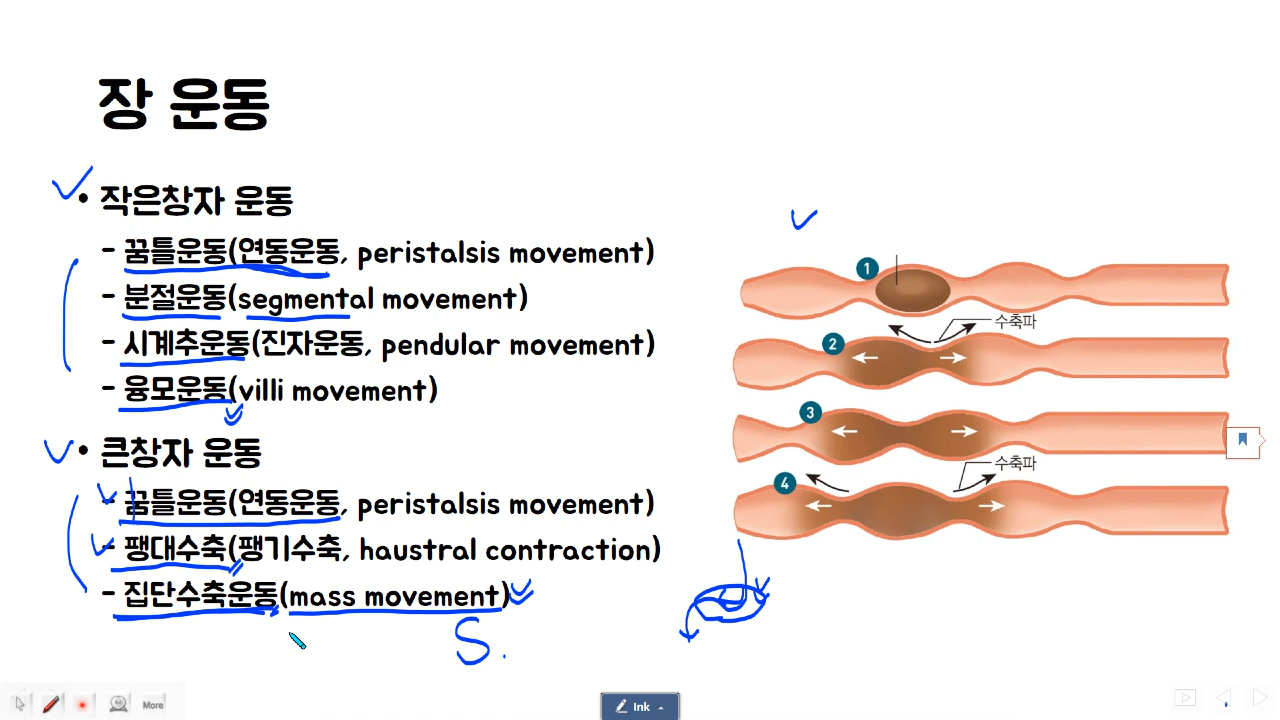 장 운동
• 작은창자 운동
- 꿈틀운동(연동운동, peristalsis movement)
- 분절운동(segmental movement)
- 시계추운동(진자운동, pendular movement)
- 융모운동(villi movement)
• 큰창자 운동
- 꿈틀운동(연동운동, peristalsis movement)
- 팽대수축(팽기수축, haustral contraction)
- 집단수축운동(mass movement)
S.
1
수축파
2
3
수축파
4
More
Ink